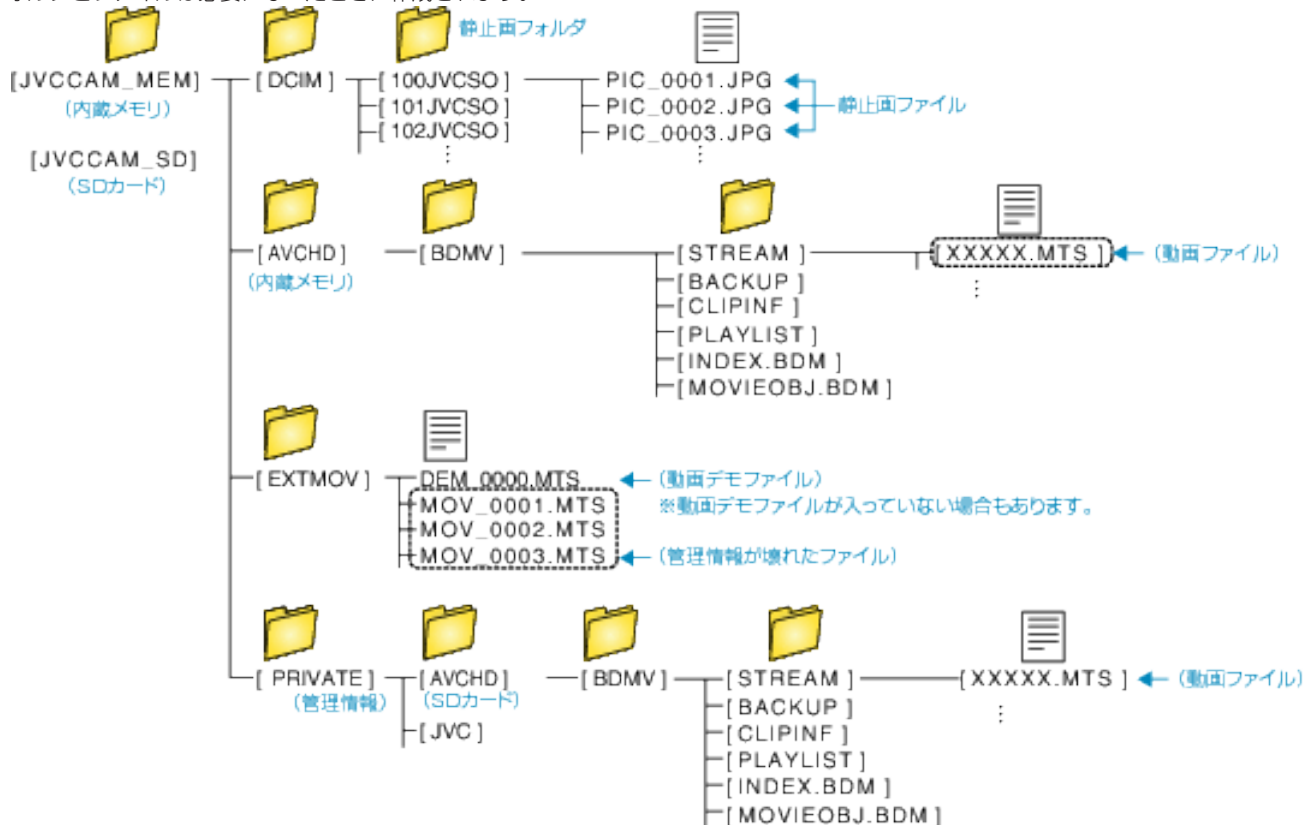 静止画フォルダ
[JVCCAM_MEM] [DCIM] [100JVCSO] PIC_0001.JPG
(内蔵メモリ) [101JVCSO] PIC_0002.JPG 静止画ファイル
[102JVCSO] PIC_0003.JPG
[JVCCAM_SD]
(SDカード)
[AVCHD] [BDMV] [STREAM] [XXXXX.MTS] (動画ファイル)
(内蔵メモリ) [BACKUP]
[CLIPINF]
[PLAYLIST]
[INDEX.BDM]
[MOVIEOBJ.BDM]
[EXTMOV] DEM_0000.MTS (動画デモファイル)
MOV_0001.MTS ※動画デモファイルが入っていない場合もあります。
MOV_0002.MTS
MOV_0003.MTS (管理情報が壊れたファイル)
[PRIVATE] [AVCHD] [BDMV] [STREAM] [XXXXX.MTS] (動画ファイル)
(管理情報) (SDカード) [BACKUP]
[JVC] [CLIPINF]
[PLAYLIST]
[INDEX.BDM]
[MOVIEOBJ.BDM]